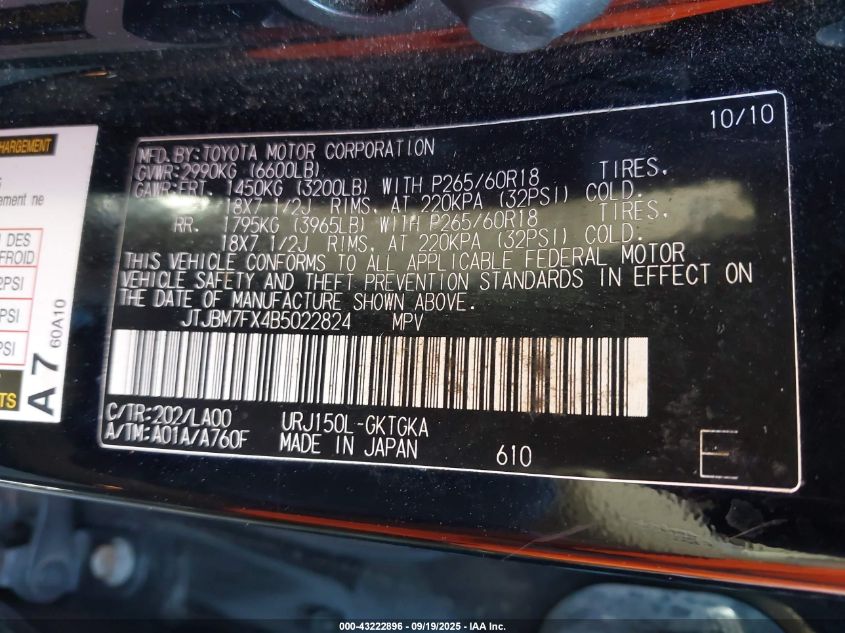 10/10
MFD. BY: TOYOTA MOTOR CORPORATION
GVWR: 2990KG (6600LB).
GAWR: FRT. 1450KG (3200LB) WITH P265/60R18 TIRES,
18X7 1/2J RIMS, AT 220KPA (32PSI) COLD.
RR. 1795KG (3965LB) WITH P265/60R18 TIRES,
18X7 1/2J RIMS, AT 220KPA (32PSI) COLD.
THIS VEHICLE CONFORMS TO ALL APPLICABLE FEDERAL MOTOR
VEHICLE SAFETY AND THEFT PREVENTION STANDARDS IN EFFECT ON
THE DATE OF MANUFACTURE SHOWN ABOVE.
JTJBM7FX4B5022824 MPV
C/TR: 202/LA00 URJ150L-GKTGKA
A/TM: A01A/A760F MADE IN JAPAN 610
E
HARGEMENT
ement ne
DES
FROID
PSI
PSI
PSI
TS
A7
60A10
000-43222896 - 09/19/2025 - IAA Inc.